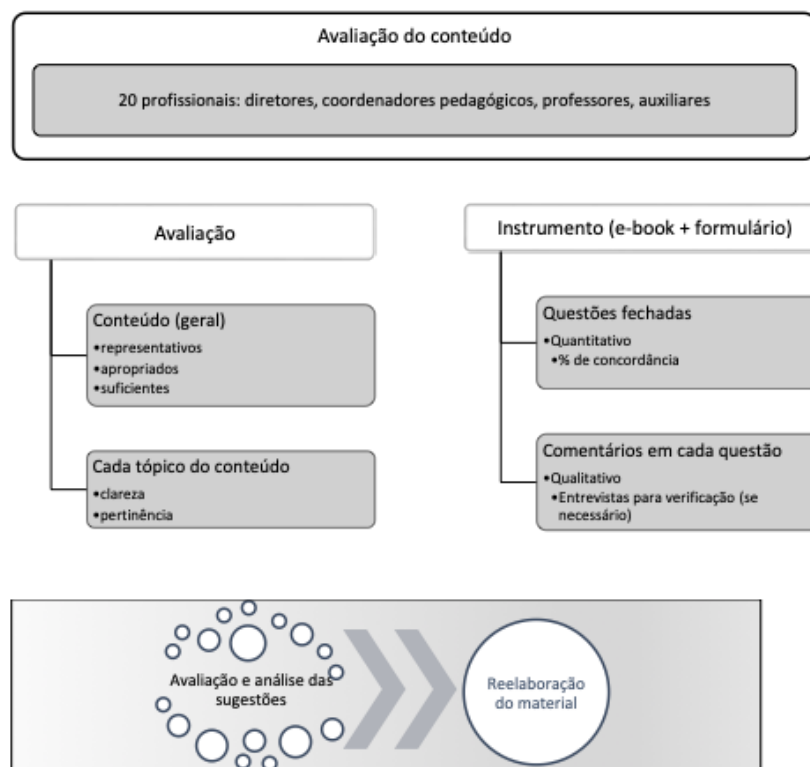 Avaliação do conteúdo
20 profissionais: diretores, coordenadores pedagógicos, professores, auxiliares
Avaliação
Conteúdo (geral)
•representativos
•apropriados
•suficientes
Cada tópico do conteúdo
•clareza
•pertinência
Instrumento (e-book + formulário)
Questões fechadas
•Quantitativo
•% de concordância
Comentários em cada questão
•Qualitativo
•Entrevistas para verificação (se
necessário)
Avaliação e análise das
sugestões
Reelaboração
do material